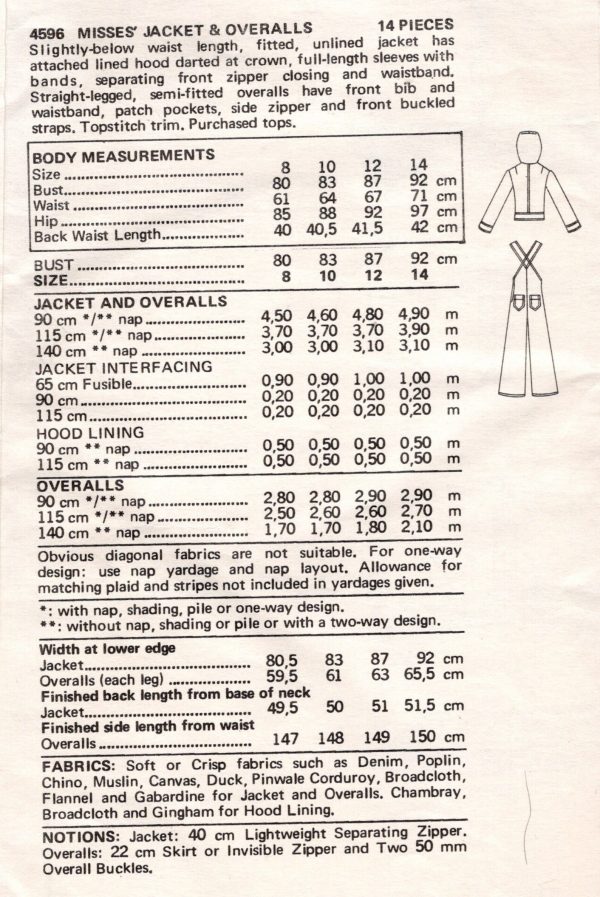 4596 MISSES' JACKET & OVERALLS 14 PIECES
Slightly-below waist length, fitted, unlined jacket has
attached lined hood darted at crown, full-length sleeves with
bands, separating front zipper closing and waistband.
Straight-legged, semi-fitted overalls have front bib and
waistband, patch pockets, side zipper and front buckled
straps. Topstitch trim. Purchased tops.
BODY MEASUREMENTS
Size 8 10 12 14
Bust 80 83 87 92 cm
Waist 61 64 67 71 cm
Hip 85 88 92 97 cm
Back Waist Length 40 40,5 41,5 42 cm
BUST 80 83 87 92 cm
SIZE 8 10 12 14
JACKET AND OVERALLS
90 cm */** nap 4,50 4,60 4,80 4,90 m
115 cm */** nap 3,70 3,70 3,70 3,90 m
140 cm ** nap 3,00 3,00 3,10 3,10 m
JACKET INTERFACING
65 cm Fusible 0,90 0,90 1,00 1,00 m
90 cm 0,20 0,20 0,20 0,20 m
115 cm 0,20 0,20 0,20 0,20 m
HOOD LINING
90 cm ** nap 0,50 0,50 0,50 0,50 m
115 cm ** nap 0,50 0,50 0,50 0,50 m
OVERALLS
90 cm */** nap 2,80 2,80 2,90 2,90 m
115 cm */** nap 2,50 2,60 2,60 2,70 m
140 cm ** nap 1,70 1,70 1,80 2,10 m
Obvious diagonal fabrics are not suitable. For one-way
design: use nap yardage and nap layout. Allowance for
matching plaid and stripes not included in yardages given.
*: with nap, shading, pile or one-way design.
**: without nap, shading or pile or with a two-way design.
Width at lower edge
Jacket 80,5 83 87 92 cm
Overalls (each leg) 59,5 61 63 65,5 cm
Finished back length from base of neck
Jacket 49,5 50 51 51,5 cm
Finished side length from waist
Overalls 147 148 149 150 cm
FABRICS: Soft or Crisp fabrics such as Denim, Poplin,
Chino, Muslin, Canvas, Duck, Pinwale Corduroy, Broadcloth,
Flannel and Gabardine for Jacket and Overalls. Chambray,
Broadcloth and Gingham for Hood Lining.
NOTIONS: Jacket: 40 cm Lightweight Separating Zipper.
Overalls: 22 cm Skirt or Invisible Zipper and Two 50 mm
Overall Buckles.